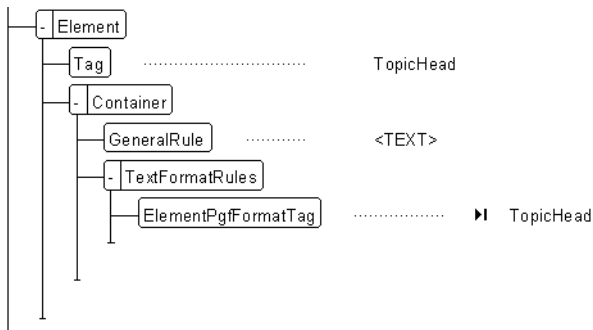 - Element
Tag TopicHead
- Container
GeneralRule <TEXT>
- TextFormatRules
ElementPgfFormatTag TopicHead